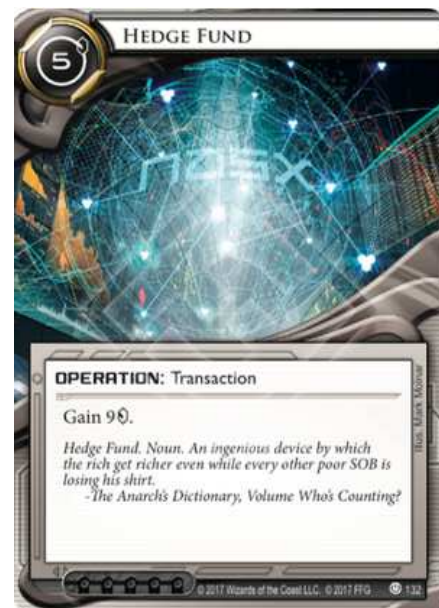 5
HEDGE FUND
NASX
OPERATION: Transaction
Gain 9.
Hedge Fund. Noun. An ingenious device by which
the rich get richer even while every other poor SOB is
losing his shirt.
-The Anarch's Dictionary, Volume Who's Counting?
Illus. Mark Molnar
© 2017 Wizards of the Coast LLC. © 2017 FFG 132